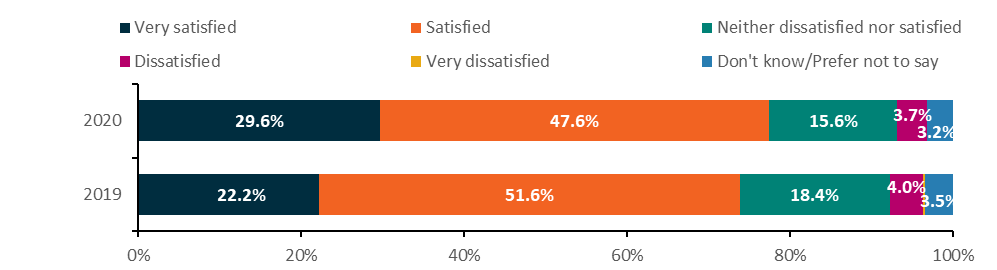 Very satisfied Satisfied Neither dissatisfied nor satisfied
Dissatisfied Very dissatisfied Don't know/Prefer not to say
2020 29.6% 47.6% 15.6% 3.7% 3.2%
2019 22.2% 51.6% 18.4% 4.0% 3.5%
0% 20% 40% 60% 80% 100%